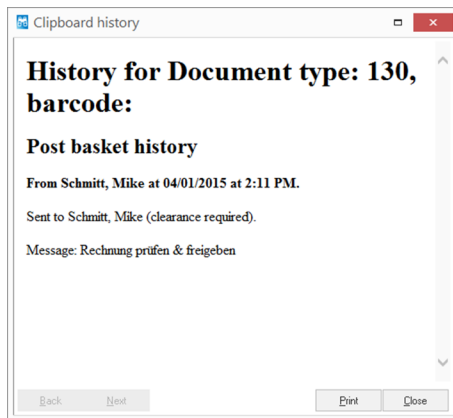 Clipboard history
History for Document type: 130,
barcode:
Post basket history
From Schmitt, Mike at 04/01/2015 at 2:11 PM.
Sent to Schmitt, Mike (clearance required).
Message: Rechnung prüfen & freigeben
Back Next Print Close